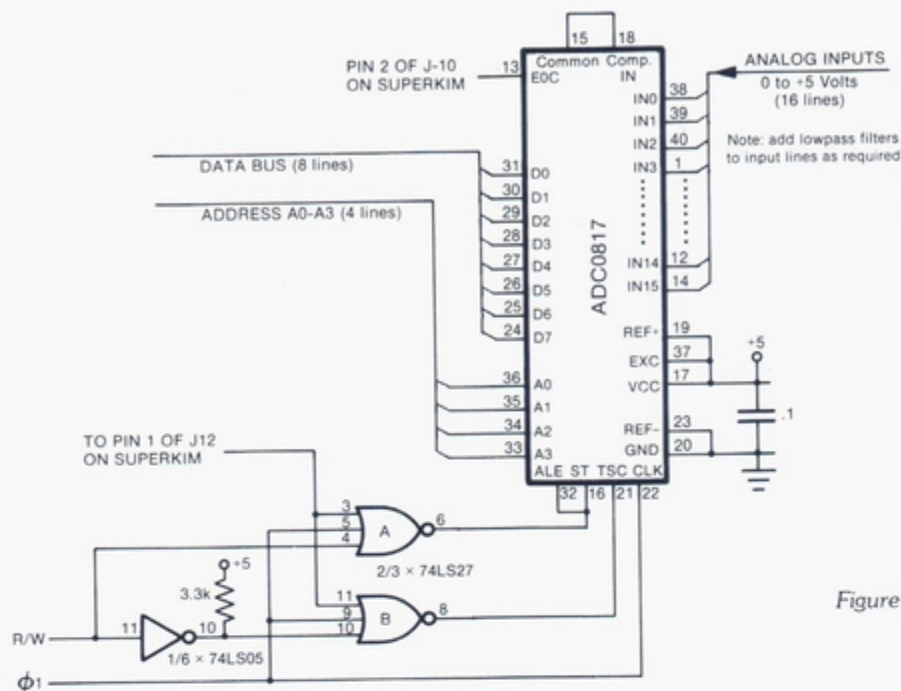 15 18
PIN 2 OF J-10
ON SUPERKIM
13
E0C
Common
Comp.
IN
ANALOG INPUTS
0 to +5 Volts
(16 lines)
Note: add lowpass filters
to input lines as required
IN0 38
IN1 39
IN2 40
IN3 1
IN14 12
IN15 14
DATA BUS (8 lines)
ADDRESS A0-A3 (4 lines)
31 D0
30 D1
29 D2
28 D3
27 D4
26 D5
25 D6
24 D7
ADC0817
REF+ 19
EXC 37
VCC 17
+5
.1
REF− 23
GND 20
36 A0
35 A1
34 A2
33 A3
ALE ST TSC CLK
32 16 21 22
TO PIN 1 OF J12
ON SUPERKIM
3
5
4
A
6
2/3 × 74LS27
+5
3.3k
11
9
10
B
8
R/W
11
10
1/6 × 74LS05
ϕ1
Figure